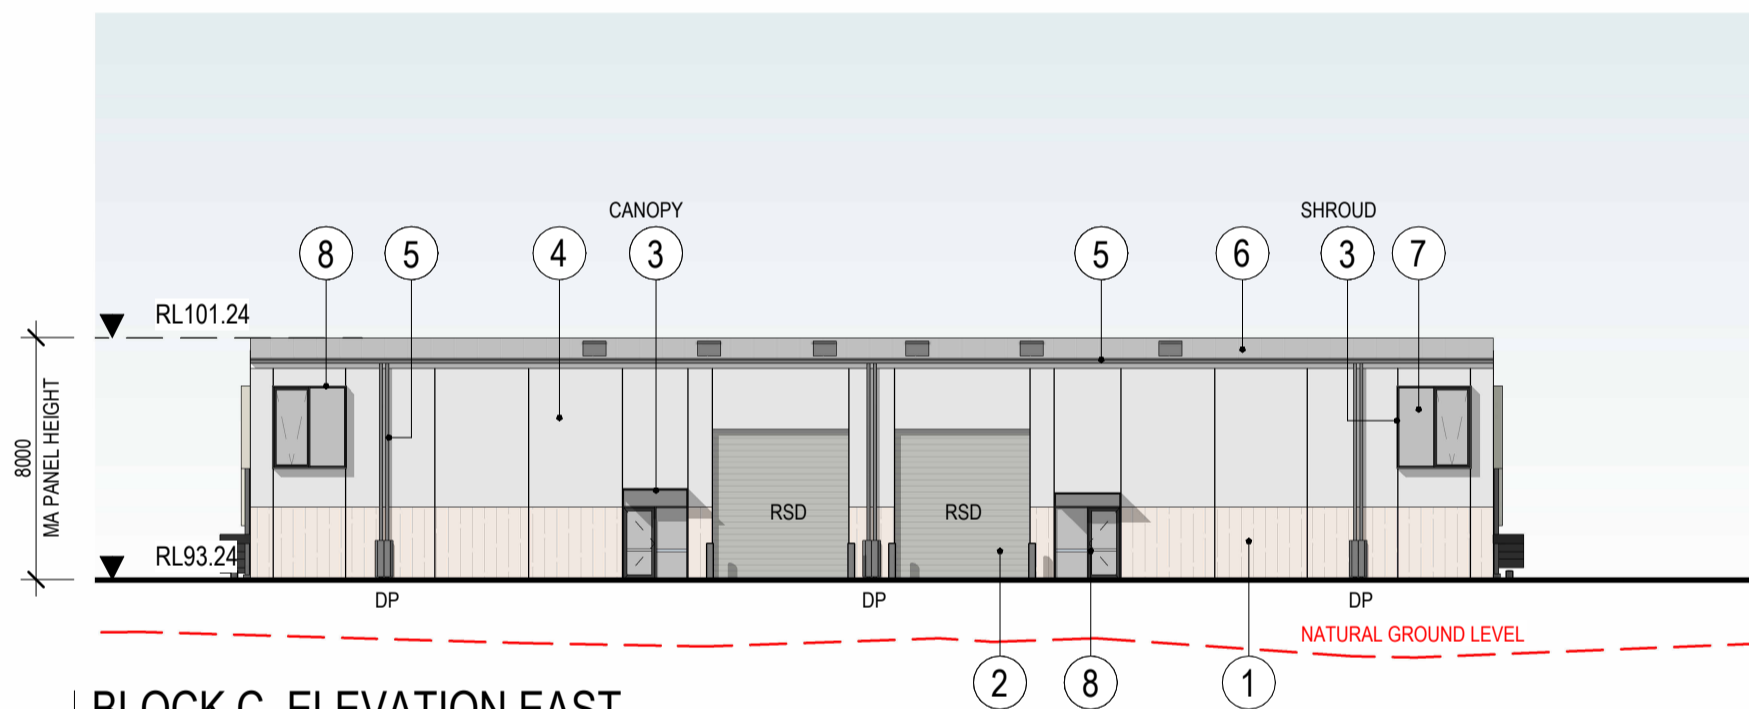 CANOPY
SHROUD
8
5
4
3
5
6
3
7
RL101.24
8000
MA PANEL HEIGHT
RSD
RSD
RL93.24
DP
DP
DP
NATURAL GROUND LEVEL
2
8
1
BLOCK C ELEVATION EAST